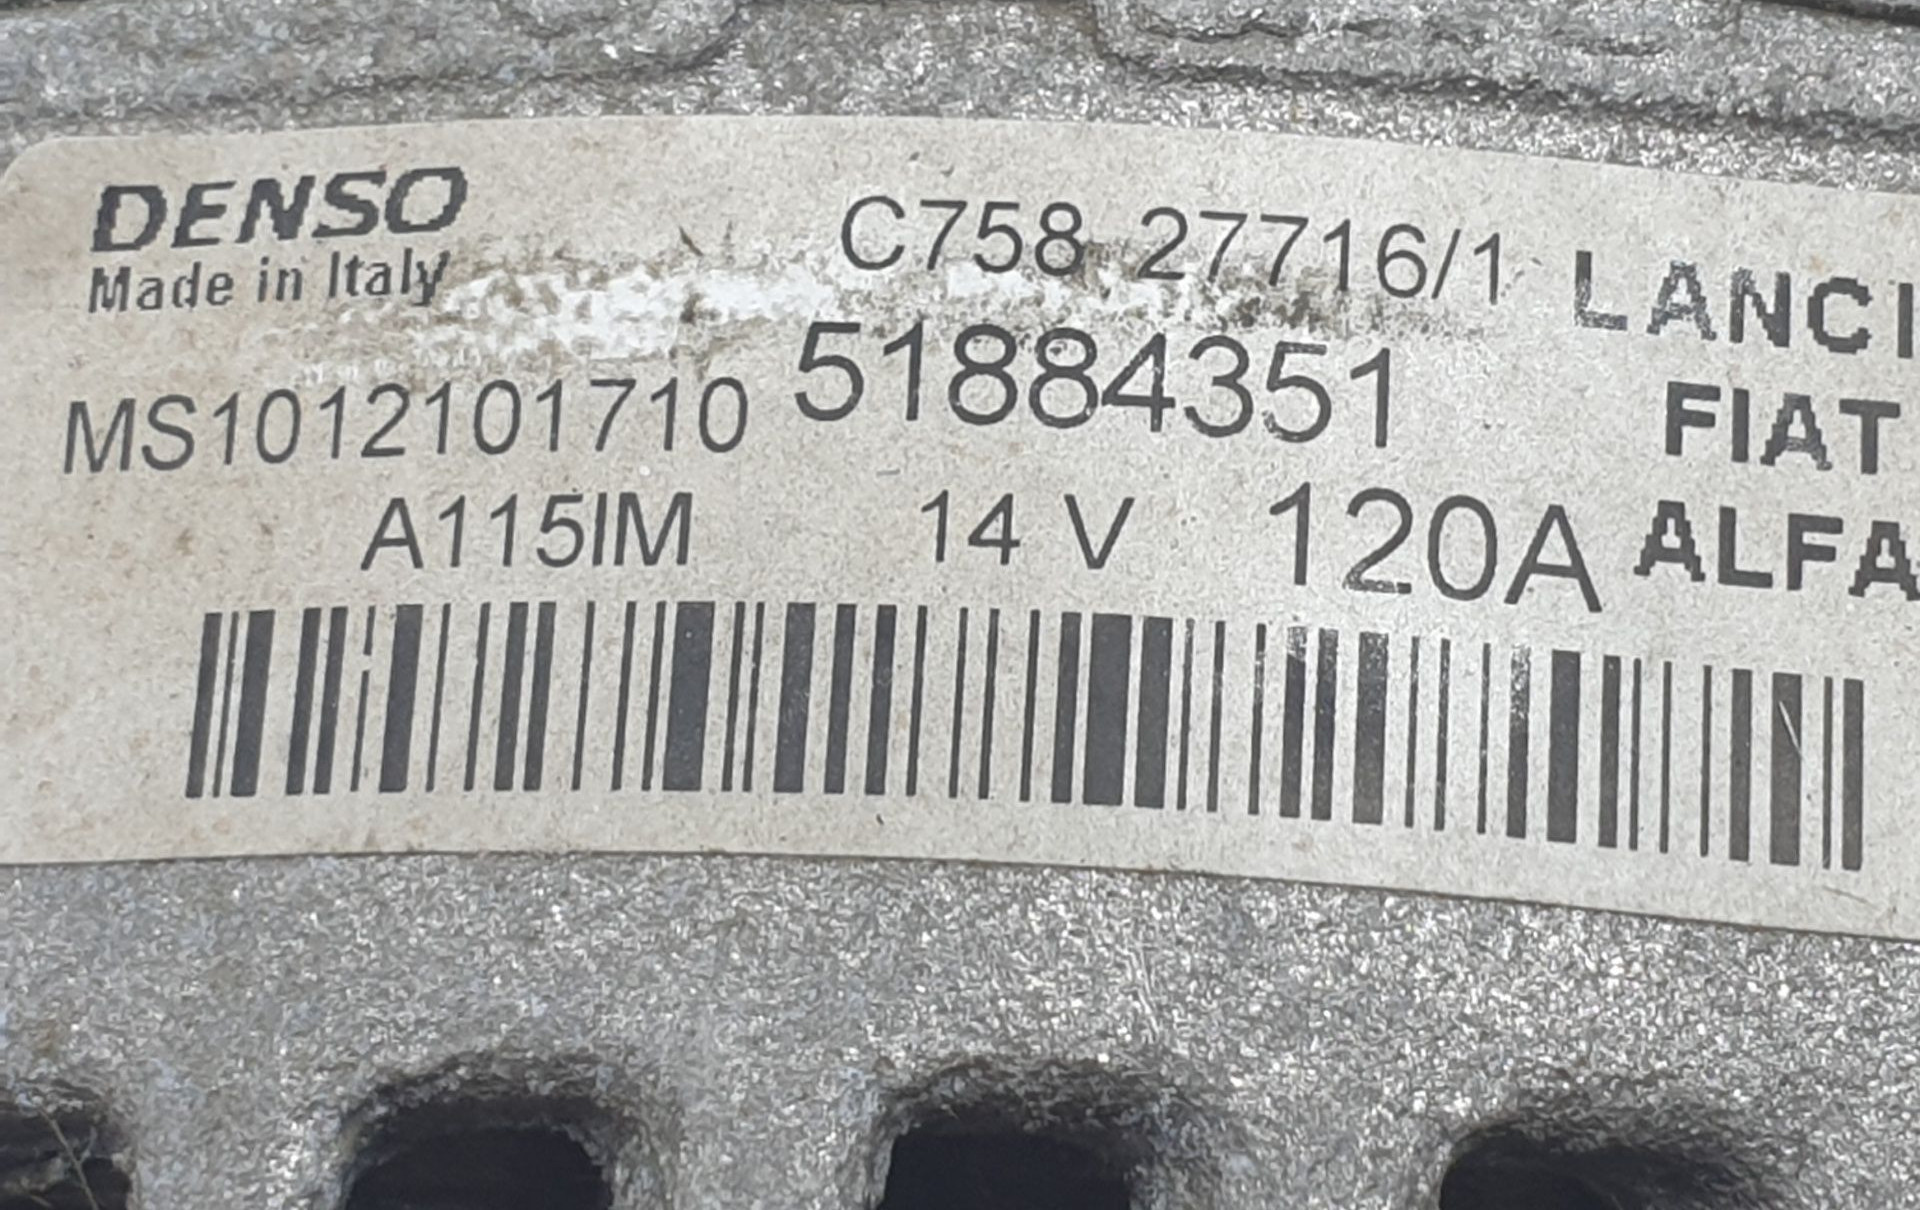 DENSO
Made in Italy
C758 27716/1
MS1012101710
51884351
A115IM 14 V 120A
LANCI
FIAT
ALFA